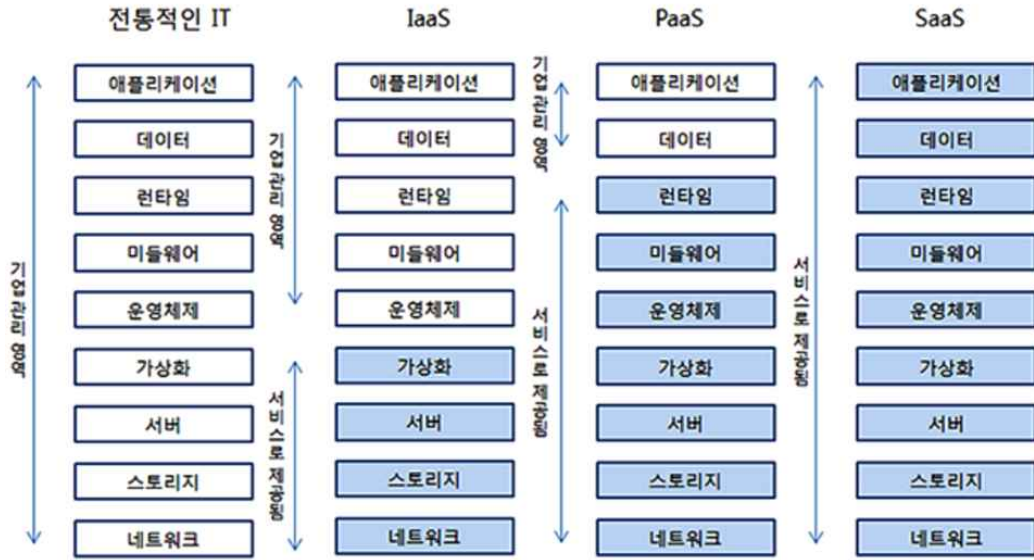 전통적인 IT
IaaS
PaaS
SaaS
애플리케이션
데이터
런타임
미들웨어
운영체제
가상화
서버
스토리지
네트워크
기업관리 영역
애플리케이션
데이터
런타임
미들웨어
운영체제
가상화
서버
스토리지
네트워크
기업관리 영역
서비스로 제공됨
애플리케이션
데이터
런타임
미들웨어
운영체제
가상화
서버
스토리지
네트워크
기업관리 영역
서비스로 제공됨
애플리케이션
데이터
런타임
미들웨어
운영체제
가상화
서버
스토리지
네트워크
서비스로 제공됨